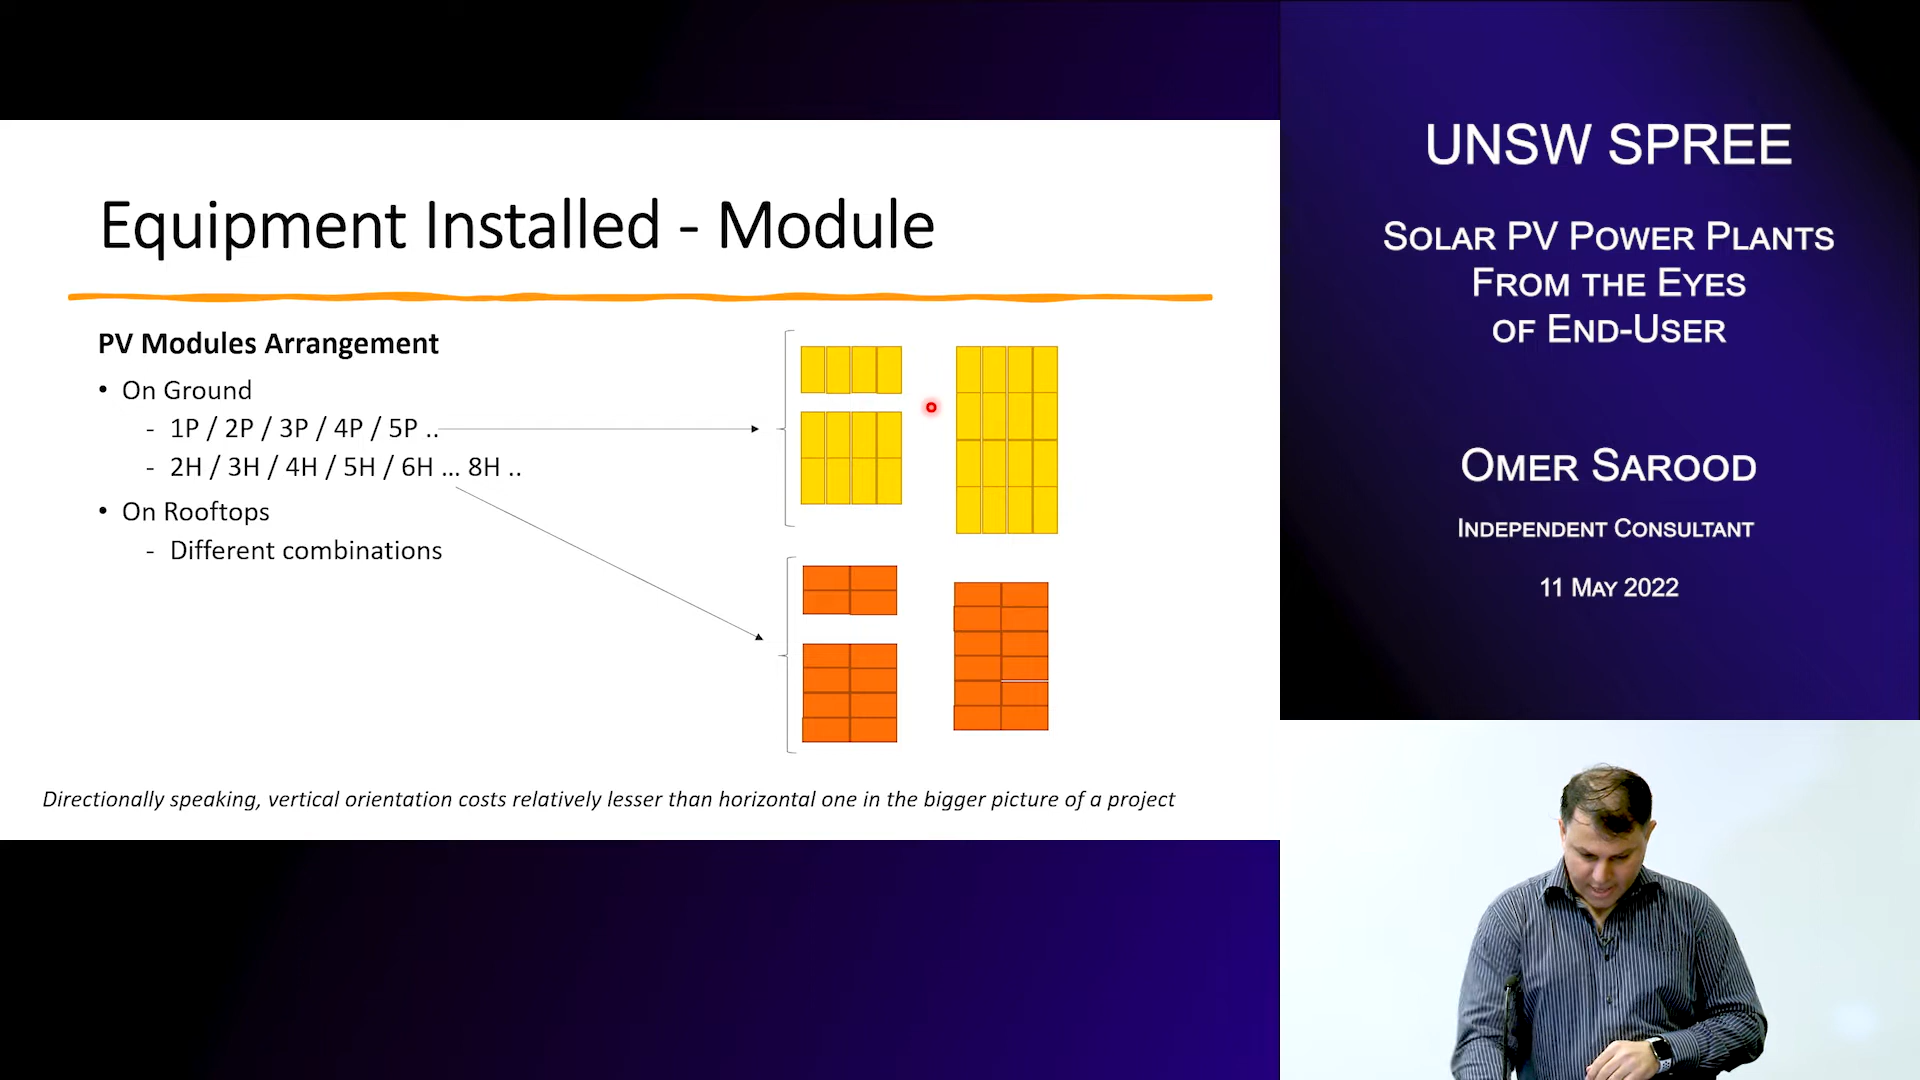 Equipment Installed - Module
PV Modules Arrangement
• On Ground
- 1P / 2P / 3P / 4P / 5P ..
- 2H / 3H / 4H / 5H / 6H ... 8H ..
• On Rooftops
- Different combinations
Directionally speaking, vertical orientation costs relatively lesser than horizontal one in the bigger picture of a project
UNSW SPREE
SOLAR PV POWER PLANTS
FROM THE EYES
OF END-USER
OMER SAROOD
INDEPENDENT CONSULTANT
11 MAY 2022